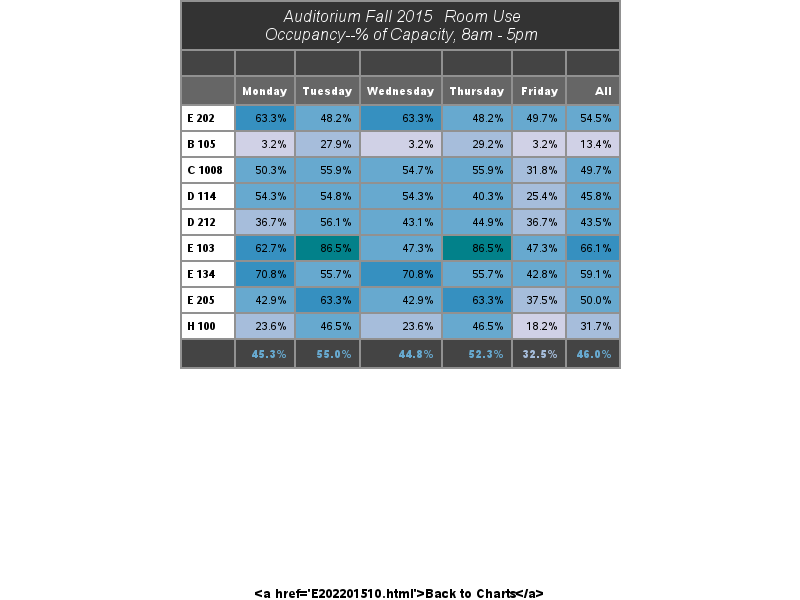 Auditorium Fall 2015 Room Use
Occupancy--% of Capacity, 8am - 5pm
Monday Tuesday Wednesday Thursday Friday All
E 202 63.3% 48.2% 63.3% 48.2% 49.7% 54.5%
B 105 3.2% 27.9% 3.2% 29.2% 3.2% 13.4%
C 1008 50.3% 55.9% 54.7% 55.9% 31.8% 49.7%
D 114 54.3% 54.8% 54.3% 40.3% 25.4% 45.8%
D 212 36.7% 56.1% 43.1% 44.9% 36.7% 43.5%
E 103 62.7% 86.5% 47.3% 86.5% 47.3% 66.1%
E 134 70.8% 55.7% 70.8% 55.7% 42.8% 59.1%
E 205 42.9% 63.3% 42.9% 63.3% 37.5% 50.0%
H 100 23.6% 46.5% 23.6% 46.5% 18.2% 31.7%
45.3% 55.0% 44.8% 52.3% 32.5% 46.0%
<a href='E202201510.html'>Back to Charts</a>